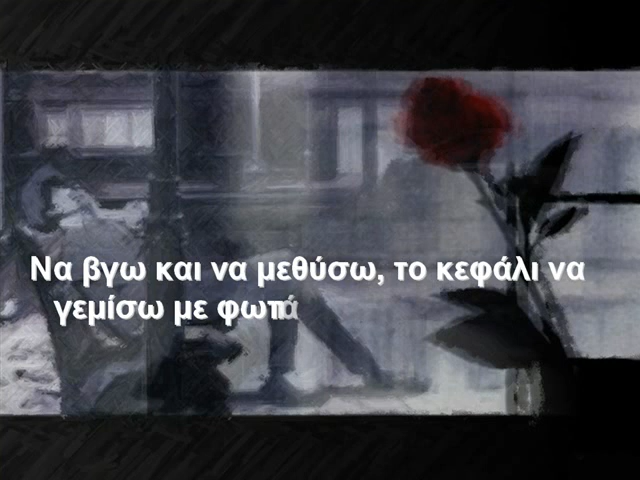 Να βγω και να μεθύσω, το κεφάλι να
γεμίσω με φωτιά